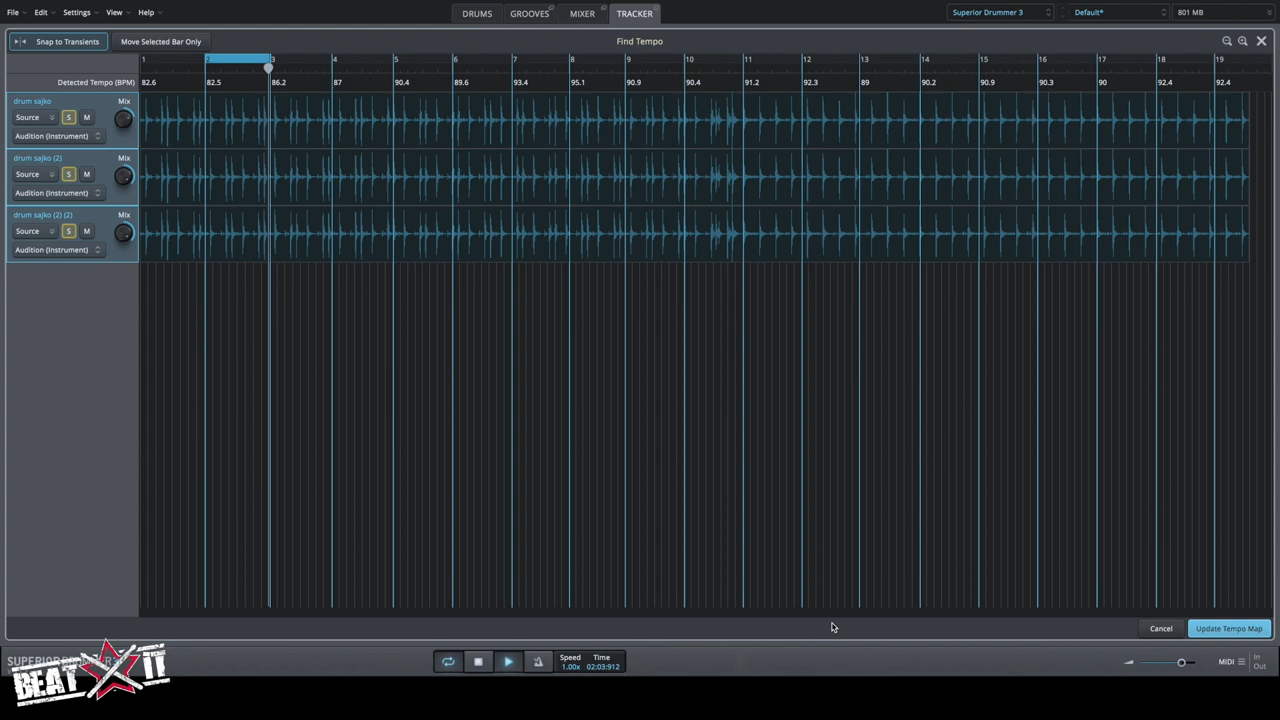 File Edit Settings View Help DRUMS GROOVES MIXER TRACKER Superior Drummer 3 Default* 801 MB
Snap to Transients Move Selected Bar Only Find Tempo
1 2 3 4 5 6 7 8 9 10 11 12 13 14 15 16 17 18 19
Detected Tempo (BPM) 82.6 82.5 86.2 87 90.4 89.6 93.4 95.1 90.9 90.4 91.2 92.3 89 90.2 90.9 90.3 90 92.4 92.4
drum sajko Mix
Source S M
Audition (Instrument)
drum sajko (2) Mix
Source S M
Audition (Instrument)
drum sajko (2) (2) Mix
Source S M
Audition (Instrument)
Cancel Update Tempo Map
Speed Time
1.00x 02:03:912
MIDI In
Out
SUPERIOR DRUMMER 3
BEAT IT